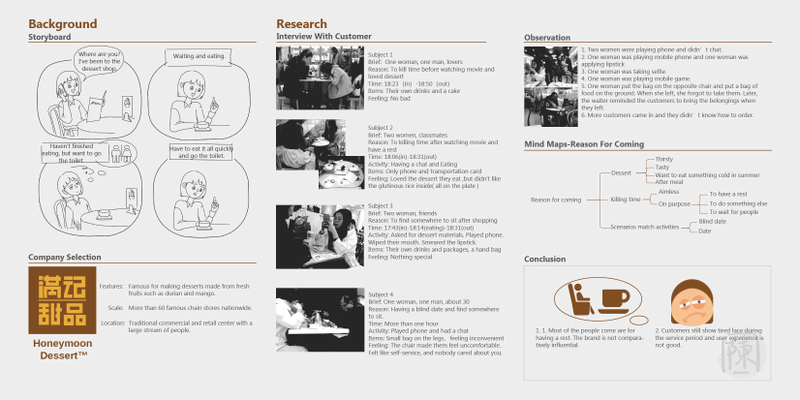 Background
Storyboard
Where are you?
I've been to the
dessert shop.
Waiting and eating.
Haven't finished
eating, but want to go
the toilet.
Have to eat it all quickly
and go the toilet.
Company Selection
满记
甜品
Honeymoon
Dessert™
Features: Famous for making desserts made from fresh
fruits such as durian and mango.
Scale: More than 60 famous chain stores nationwide.
Location: Traditional commercial and retail center with a
large stream of people.
Research
Interview With Customer
Subject 1
Brief: One woman, one man, lovers
Reason: To kill time before watching movie and
loved dessert
Time: 18:23 (in) -18:50 (out)
Items: Their own drinks and a cake
Feeling: No bad
Subject 2
Brief: Two women, classmates
Reason: To killing time after watching movie and
have a rest
Time: 18:06(in)-18:31(out)
Activity: Having a chat and Eating
Items: Only phone and transportation card
Feeling: Loved the dessert they eat ,but didn't like
the glutinous rice inside( all on the plate )
Subject 3
Brief: Two woman, friends
Reason: To find somewhere to sit after shopping
Time: 17:43(in)-18:14(eating)-18:31(out)
Activity: Asked for dessert materials. Played phone.
Wiped their mouth. Smeared the lipstick.
Items: Their own drinks and packages, a hand bag
Feeling: Nothing special
Subject 4
Brief: One woman, one man, about 30
Reason: Having a blind date and find somewhere
to sit.
Time: More than one hour
Activity: Played phone and had a chat
Items: Small bag on the legs, feeling inconvenient
Feeling: The chair made them feel uncomfortable.
Felt like self-service, and nobody cared about you.
Observation
1. Two women were playing phone and didn' t chat.
2. One woman was playing mobile phone and one woman was
applying lipstick
3. One woman was taking selfie.
4. One woman was playing mobile game.
5. One woman put the bag on the opposite chair and put a bag of
food on the ground. When she left, she forgot to take them. Later,
the waiter reminded the customers to bring the belongings when
they left.
6. More customers came in and they didn' t know how to order.
Mind Maps-Reason For Coming
Reason for coming
Dessert
Thirsty
Tasty
Want to eat something cold in summer
After meal
Killing time
Aimless
On purpose
To have a rest
To do something else
To wait for people
Scenarios match activities
Blind date
Date
Conclusion
1. 1. Most of the people come are for
having a rest. The brand is not compara-
tively influential.
2. Customers still show tired face during
the service period and user experience is
not good.
陳